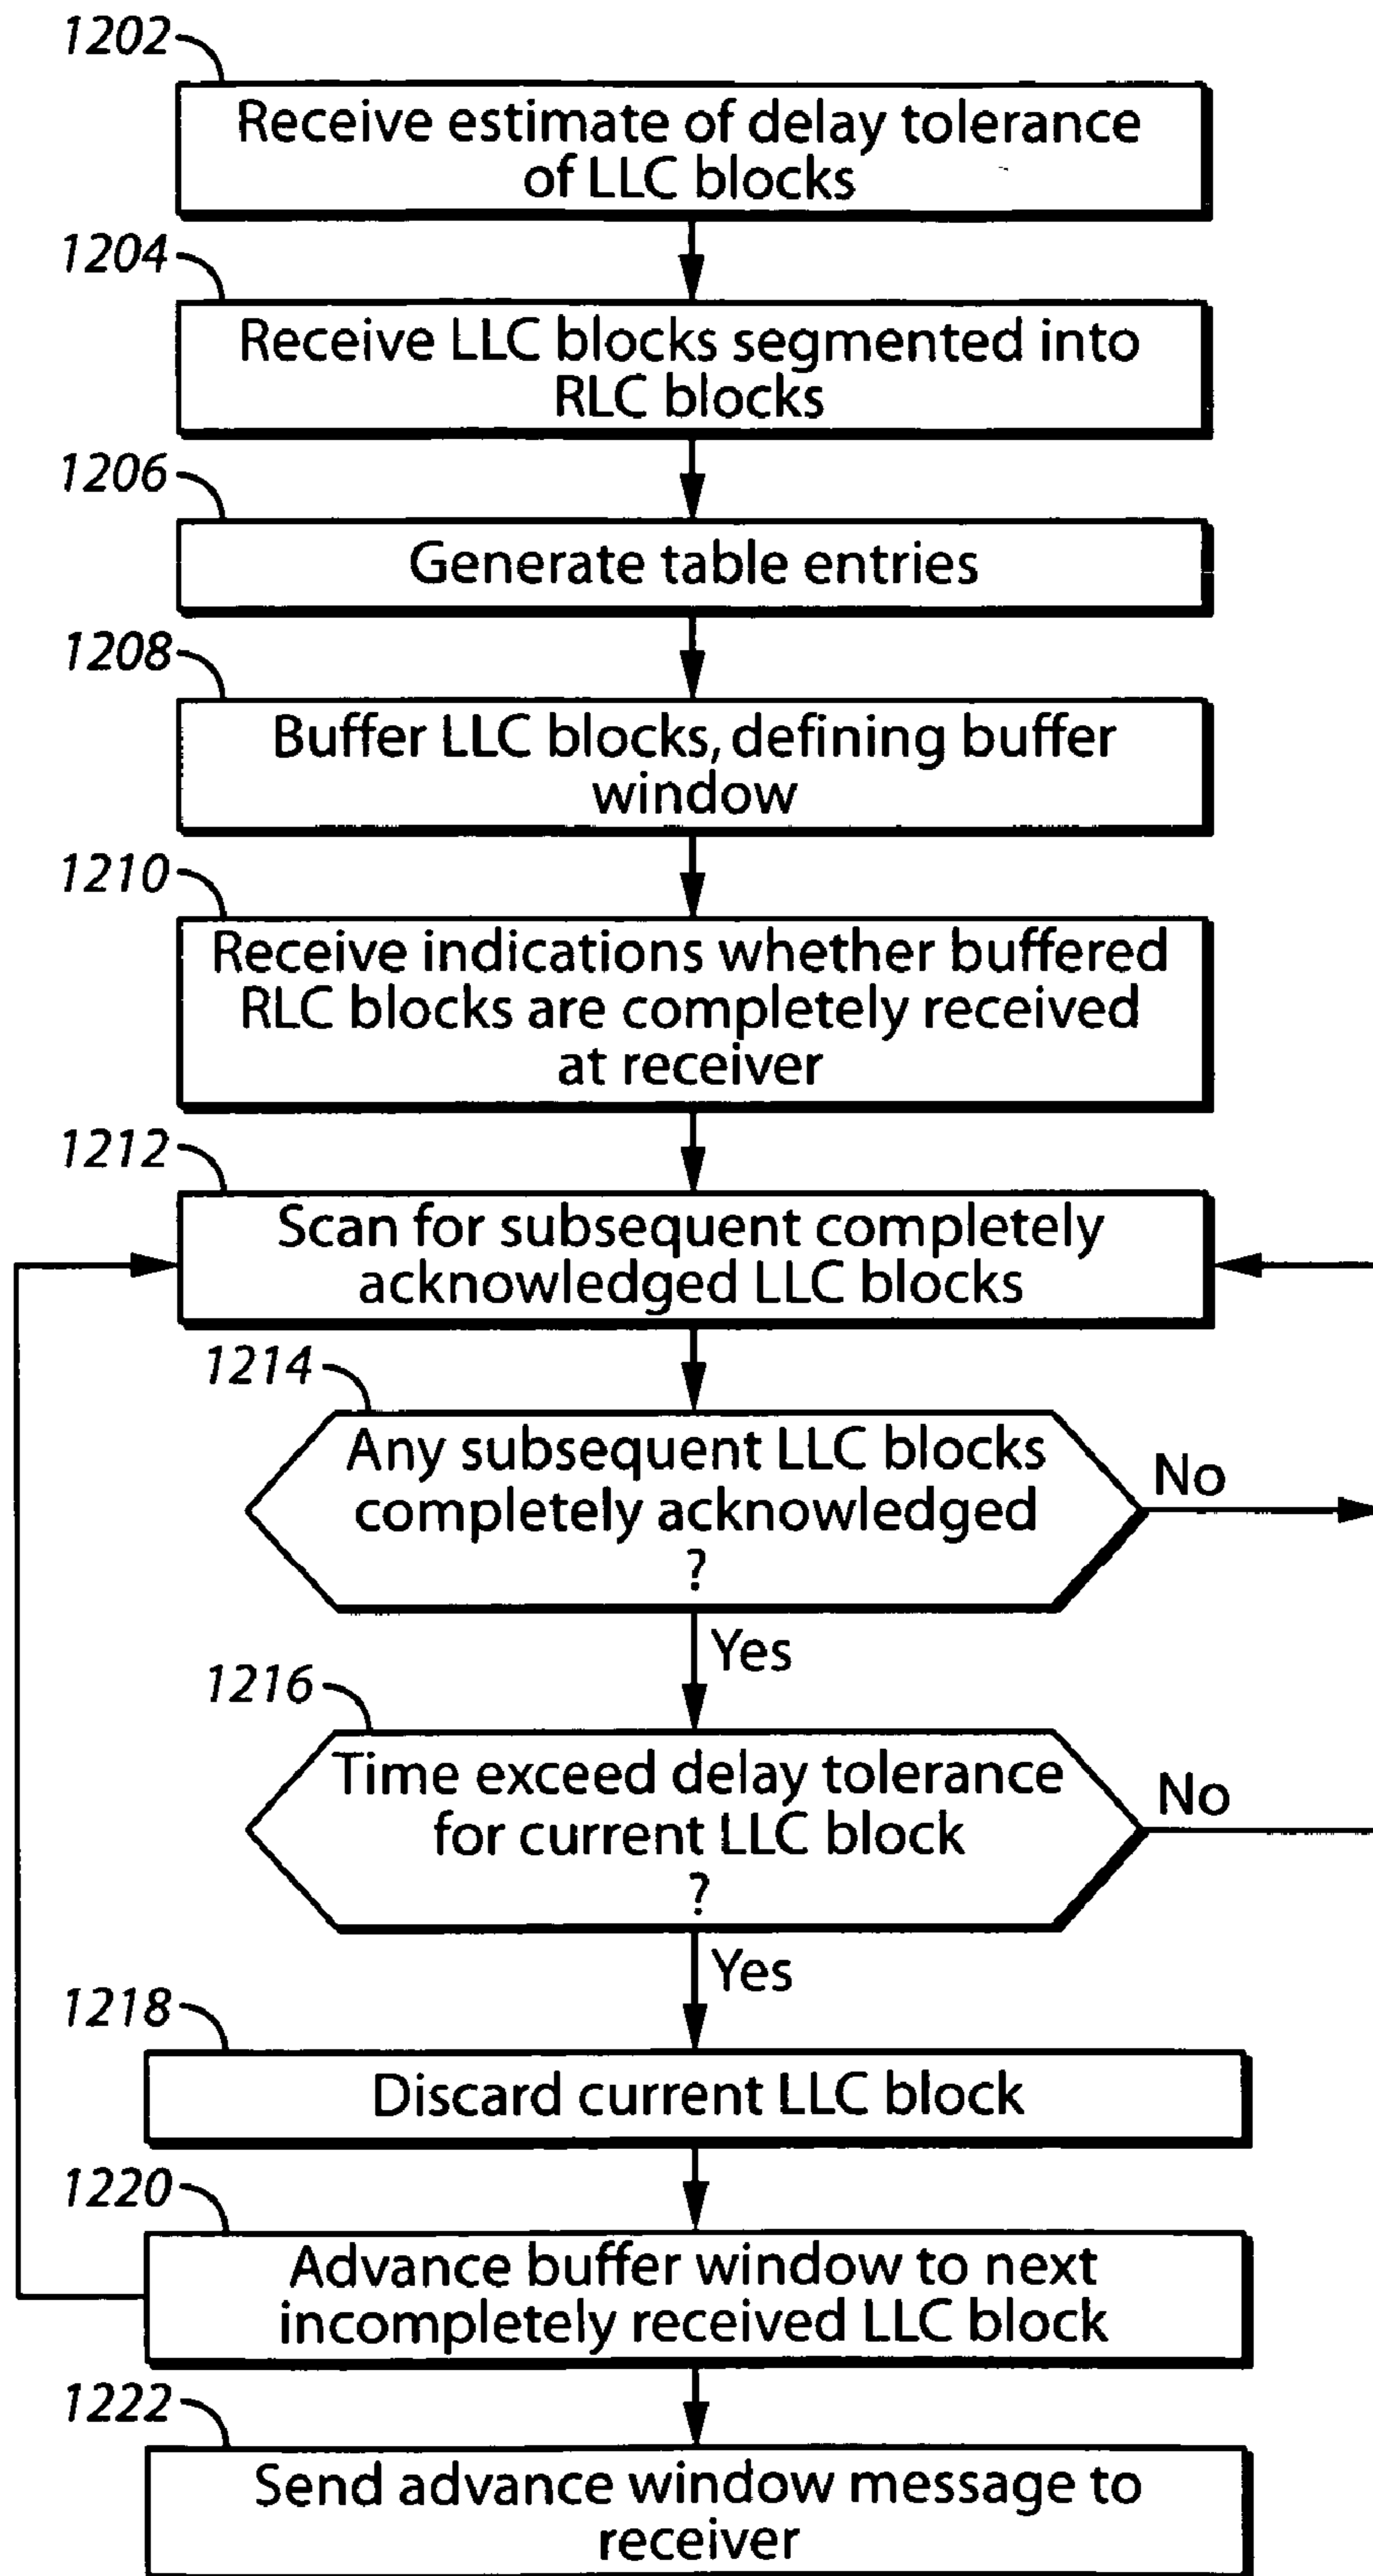 1202
Receive estimate of delay tolerance
of LLC blocks
1204
Receive LLC blocks segmented into
RLC blocks
1206
Generate table entries
1208
Buffer LLC blocks, defining buffer
window
1210
Receive indications whether buffered
RLC blocks are completely received
at receiver
1212
Scan for subsequent completely
acknowledged LLC blocks
1214
Any subsequent LLC blocks
completely acknowledged
?
No
Yes
1216
Time exceed delay tolerance
for current LLC block
?
No
Yes
1218
Discard current LLC block
1220
Advance buffer window to next
incompletely received LLC block
1222
Send advance window message to
receiver